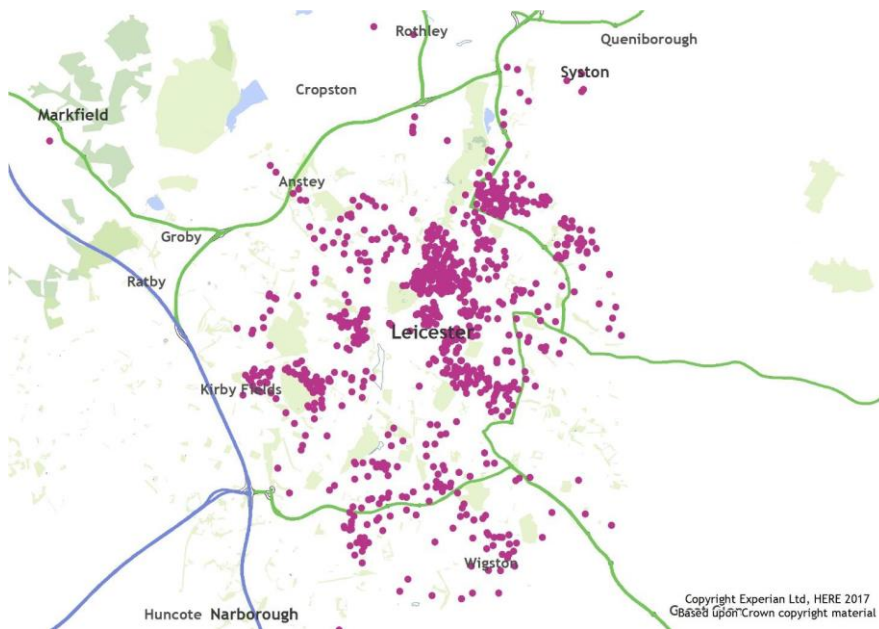 Rothley
Queniborough
Syston
Cropston
Markfield
Anstey
Groby
Ratby
Leicester
Kirby Fields
Wigston
Huncote
Narborough
Copyright Experian Ltd, HERE 2017
Based upon Crown copyright material